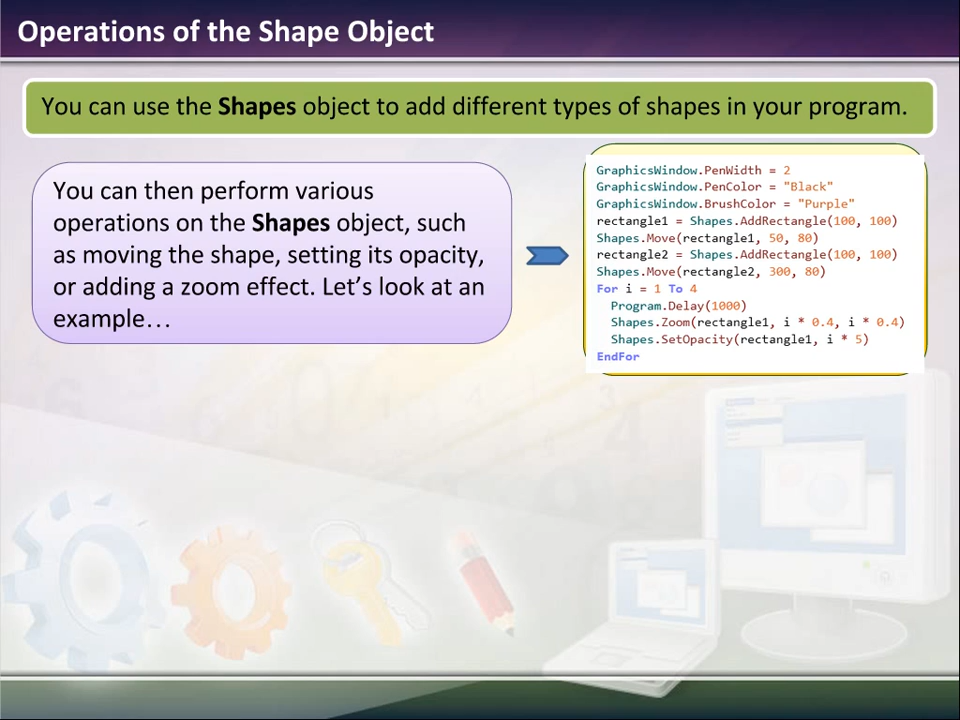 Operations of the Shape Object
You can use the Shapes object to add different types of shapes in your program.
You can then perform various
operations on the Shapes object, such
as moving the shape, setting its opacity,
or adding a zoom effect. Let’s look at an
example…
GraphicsWindow.PenWidth = 2
GraphicsWindow.PenColor = "Black"
GraphicsWindow.BrushColor = "Purple"
rectangle1 = Shapes.AddRectangle(100, 100)
Shapes.Move(rectangle1, 50, 80)
rectangle2 = Shapes.AddRectangle(100, 100)
Shapes.Move(rectangle2, 300, 80)
For i = 1 To 4
  Program.Delay(1000)
  Shapes.Zoom(rectangle1, i * 0.4, i * 0.4)
  Shapes.SetOpacity(rectangle1, i * 5)
EndFor